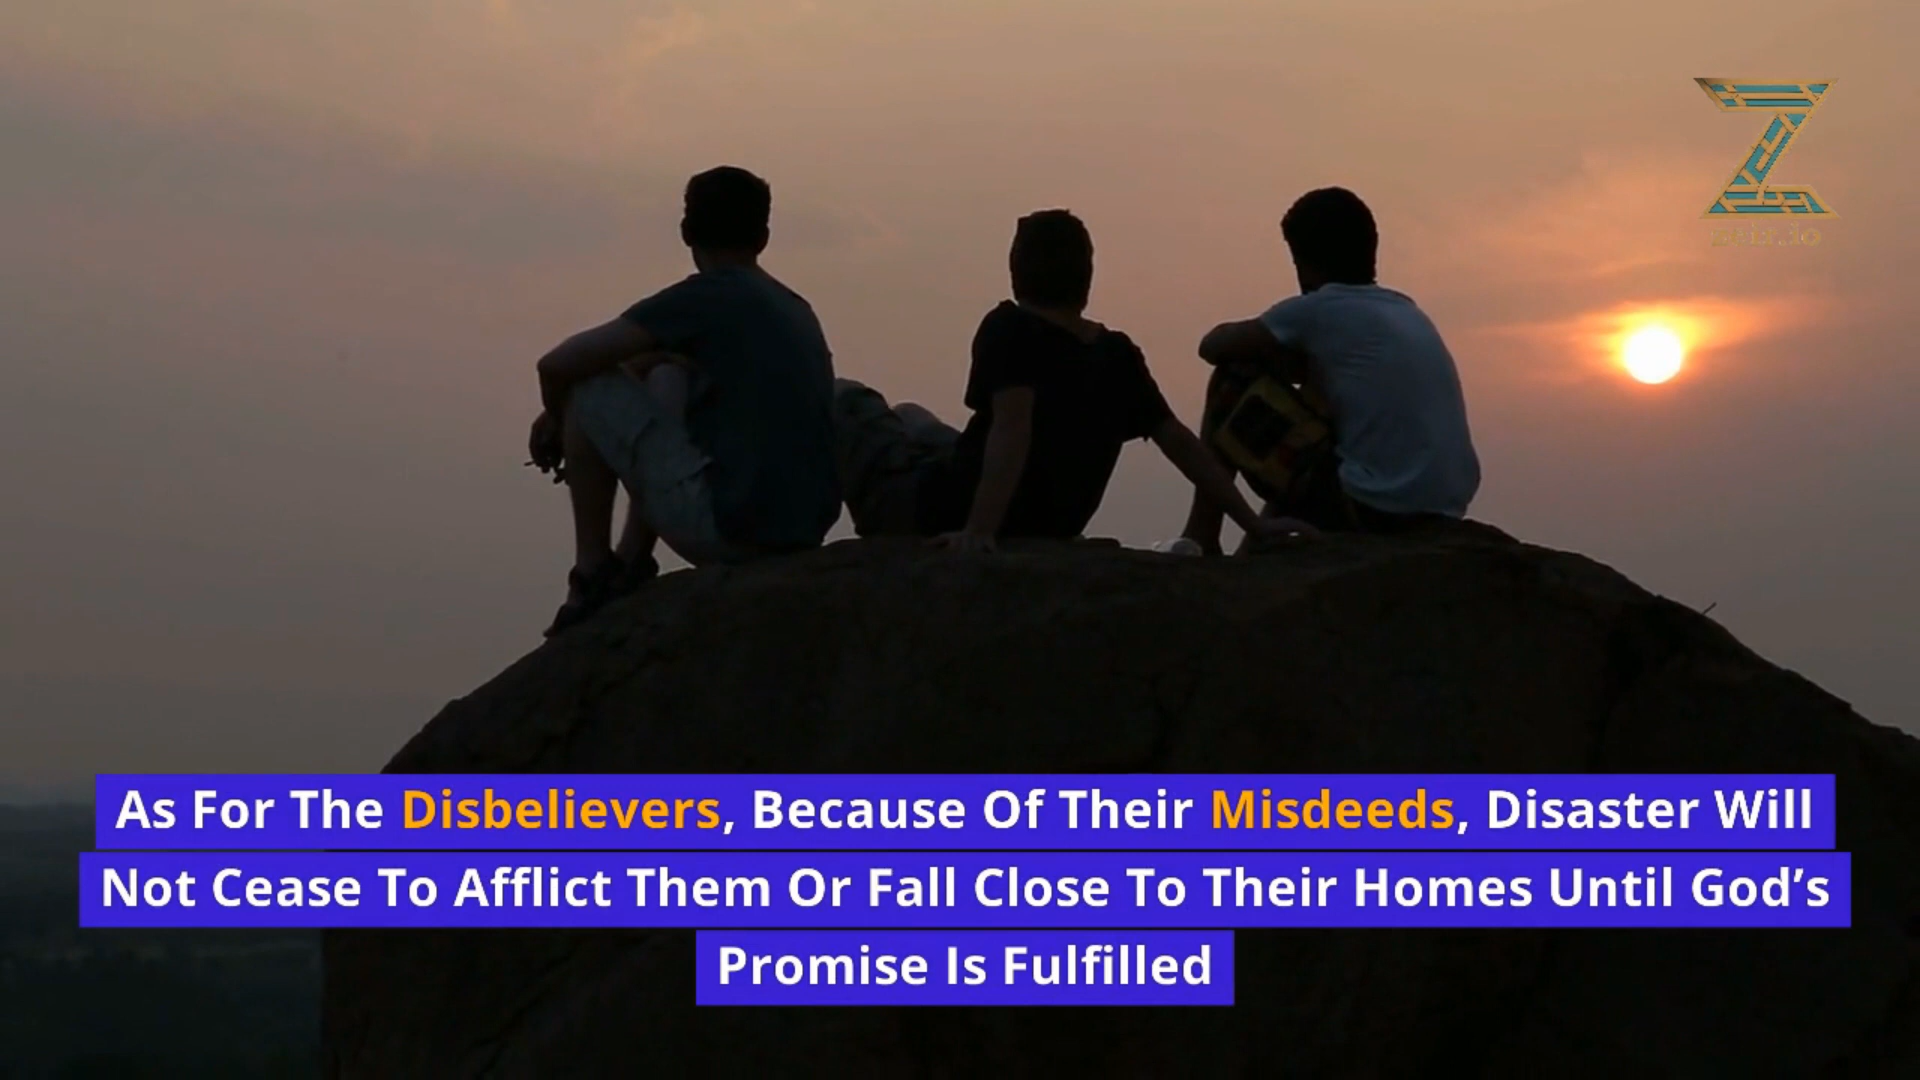 As For The Disbelievers, Because Of Their Misdeeds, Disaster Will
Not Cease To Afflict Them Or Fall Close To Their Homes Until God’s
Promise Is Fulfilled